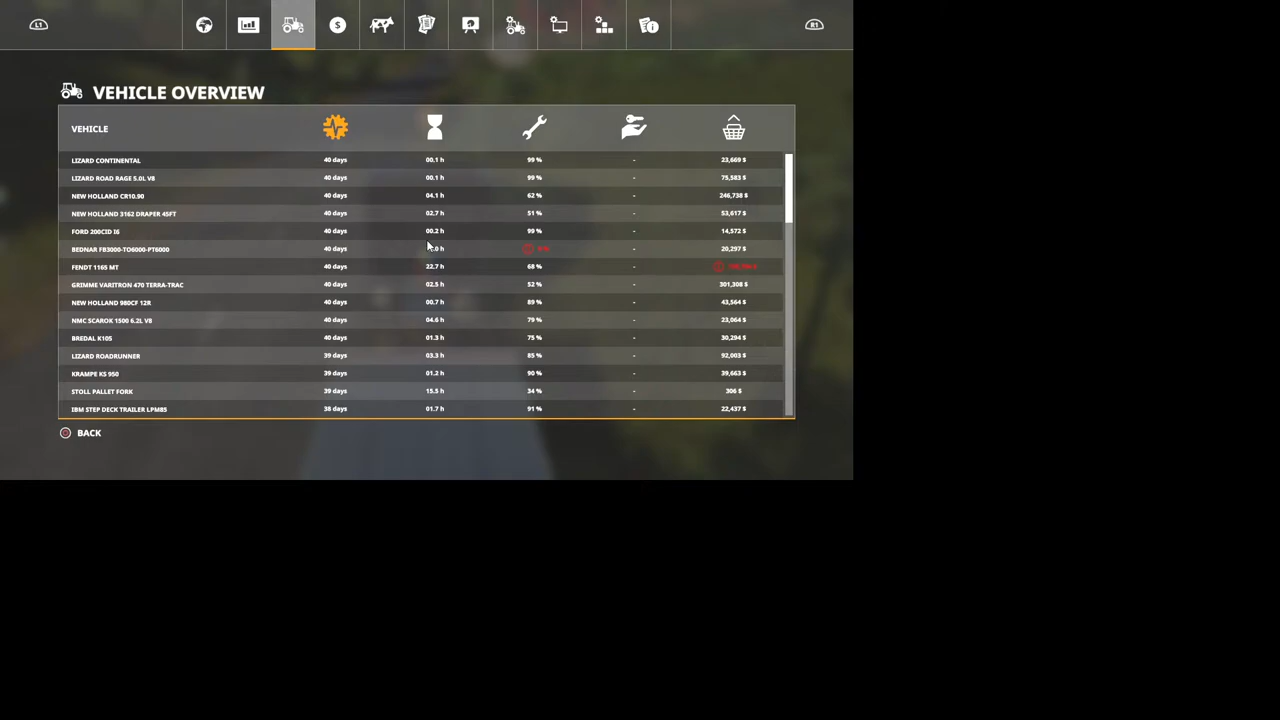 L1
R1
VEHICLE OVERVIEW
VEHICLE
LIZARD CONTINENTAL 40 days 00.1 h 99 % - 23,669 $
LIZARD ROAD RAGE 5.0L V8 40 days 00.1 h 99 % - 75,583 $
NEW HOLLAND CR10.90 40 days 04.1 h 62 % - 246,738 $
NEW HOLLAND 3162 DRAPER 45FT 40 days 02.7 h 51 % - 53,617 $
FORD 200CID I6 40 days 00.2 h 99 % - 14,572 $
BEDNAR FB3000-TO6000-PT6000 40 days h - 20,297 $
FENDT 1165 MT 40 days 22.7 h 68 % -
GRIMME VARITRON 470 TERRA-TRAC 40 days 02.5 h 52 % - 301,308 $
NEW HOLLAND 980CF 12R 40 days 00.7 h 89 % - 43,564 $
NMC SCAROK 1500 6.2L V8 40 days 04.6 h 79 % - 23,064 $
BREDAL K105 40 days 01.3 h 75 % - 30,294 $
LIZARD ROADRUNNER 39 days 03.3 h 85 % - 92,003 $
KRAMPE KS 950 39 days 01.2 h 90 % - 39,663 $
STOLL PALLET FORK 39 days 15.5 h 34 % - 306 $
IBM STEP DECK TRAILER LPM85 38 days 01.7 h 91 % - 22,437 $
BACK